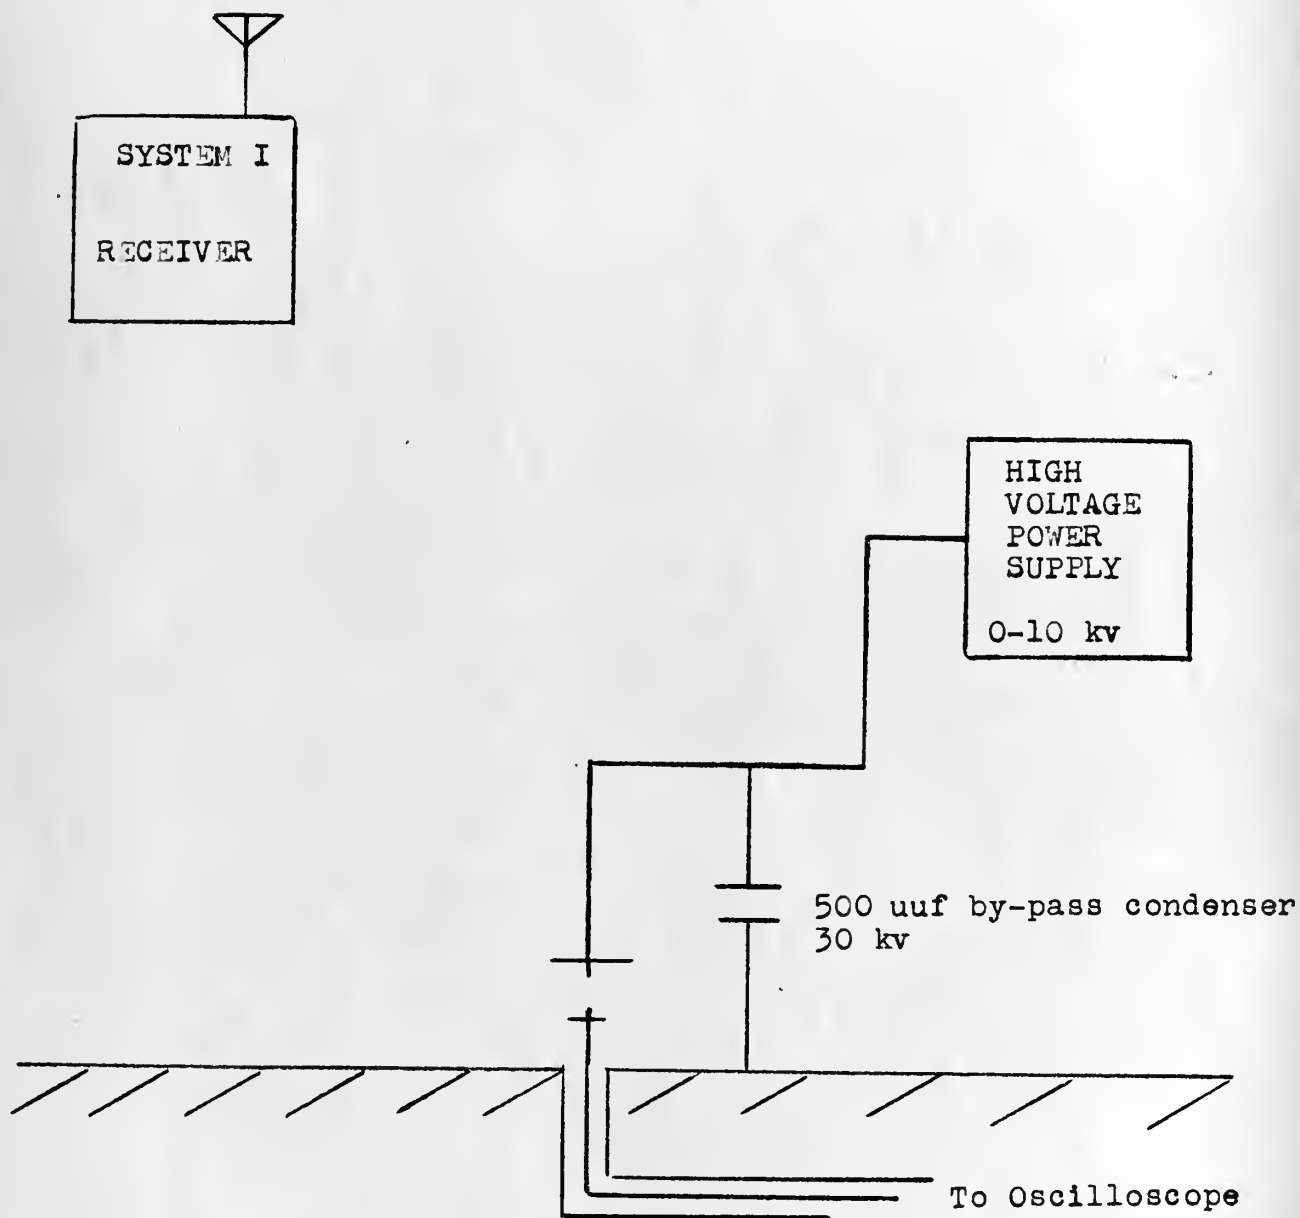 SYSTEM I
RECEIVER
HIGH
VOLTAGE
POWER
SUPPLY
0-10 kv
500 uuf by-pass condenser
30 kv
To Oscilloscope